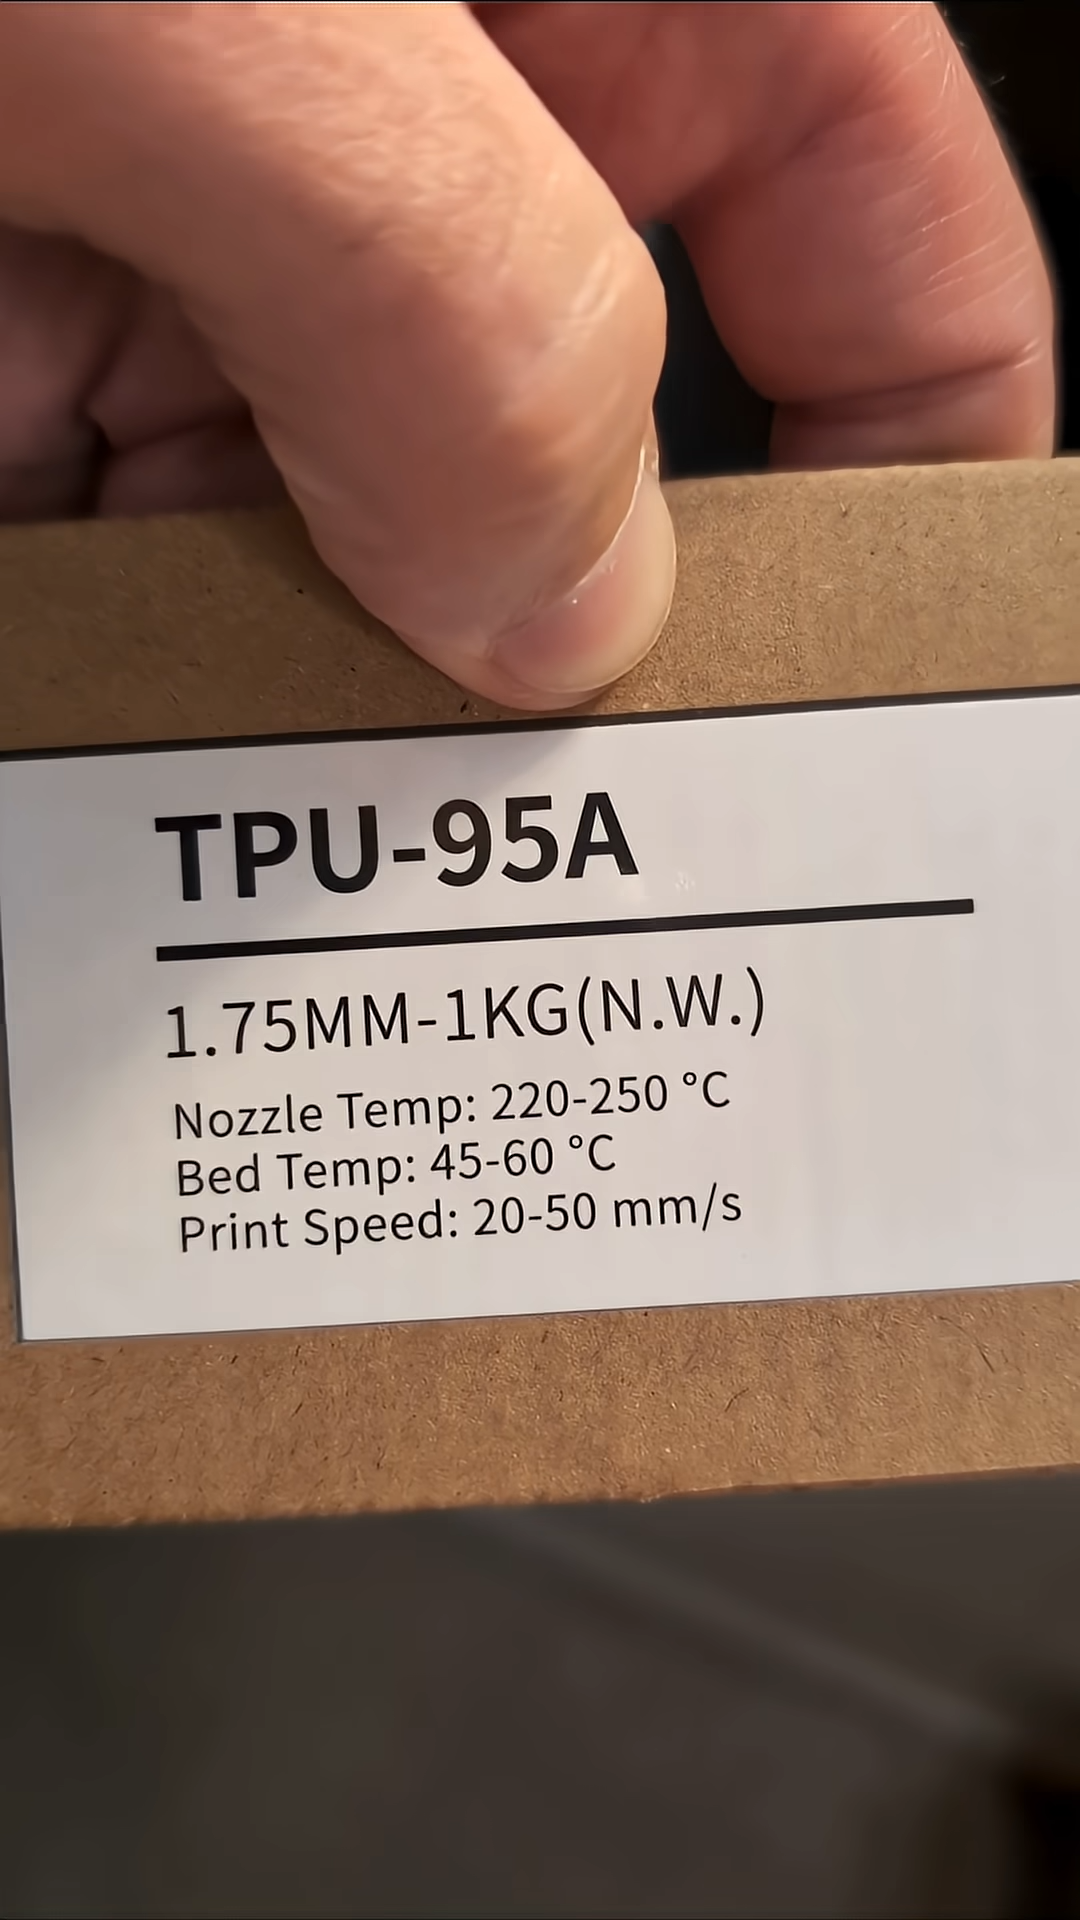 TPU-95A
1.75MM-1KG(N.W.)
Nozzle Temp: 220-250 °C
Bed Temp: 45-60 °C
Print Speed: 20-50 mm/s